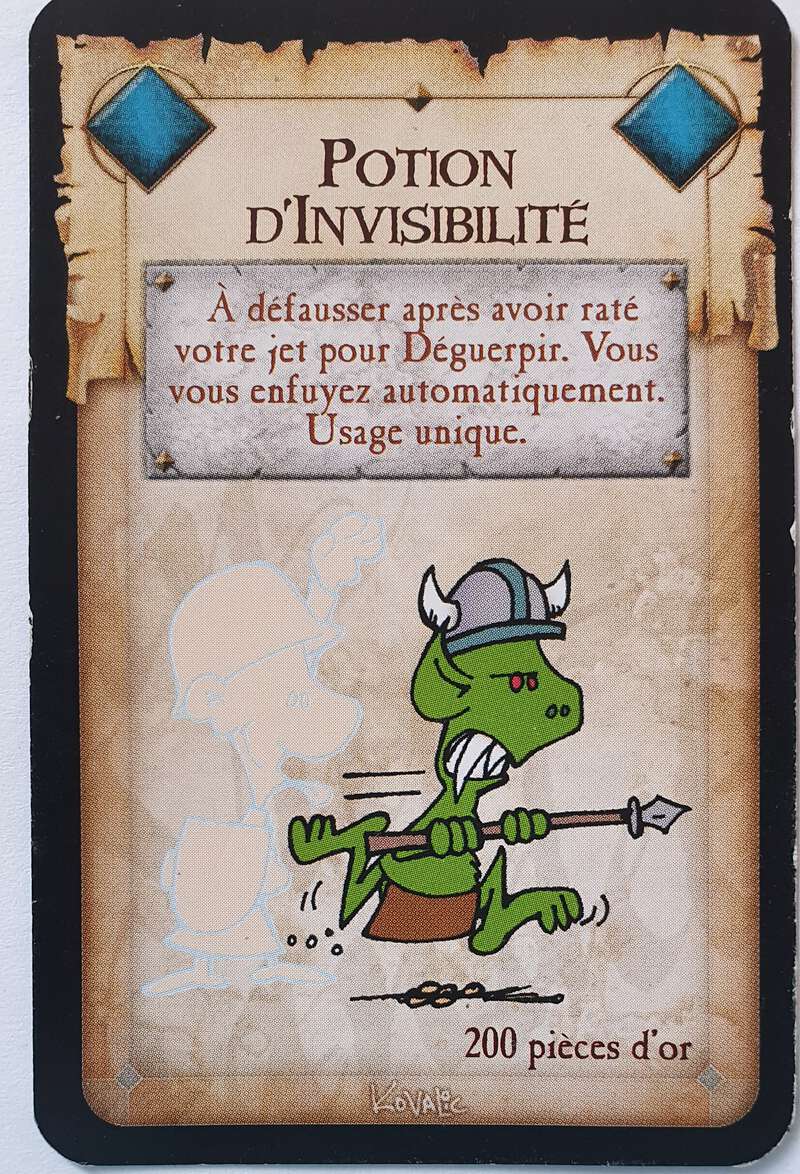 POTION
D'INVISIBILITÉ
À défausser après avoir raté
votre jet pour Déguerpir. Vous
vous enfuyez automatiquement.
Usage unique.
200 pièces d'or
KOVALIC